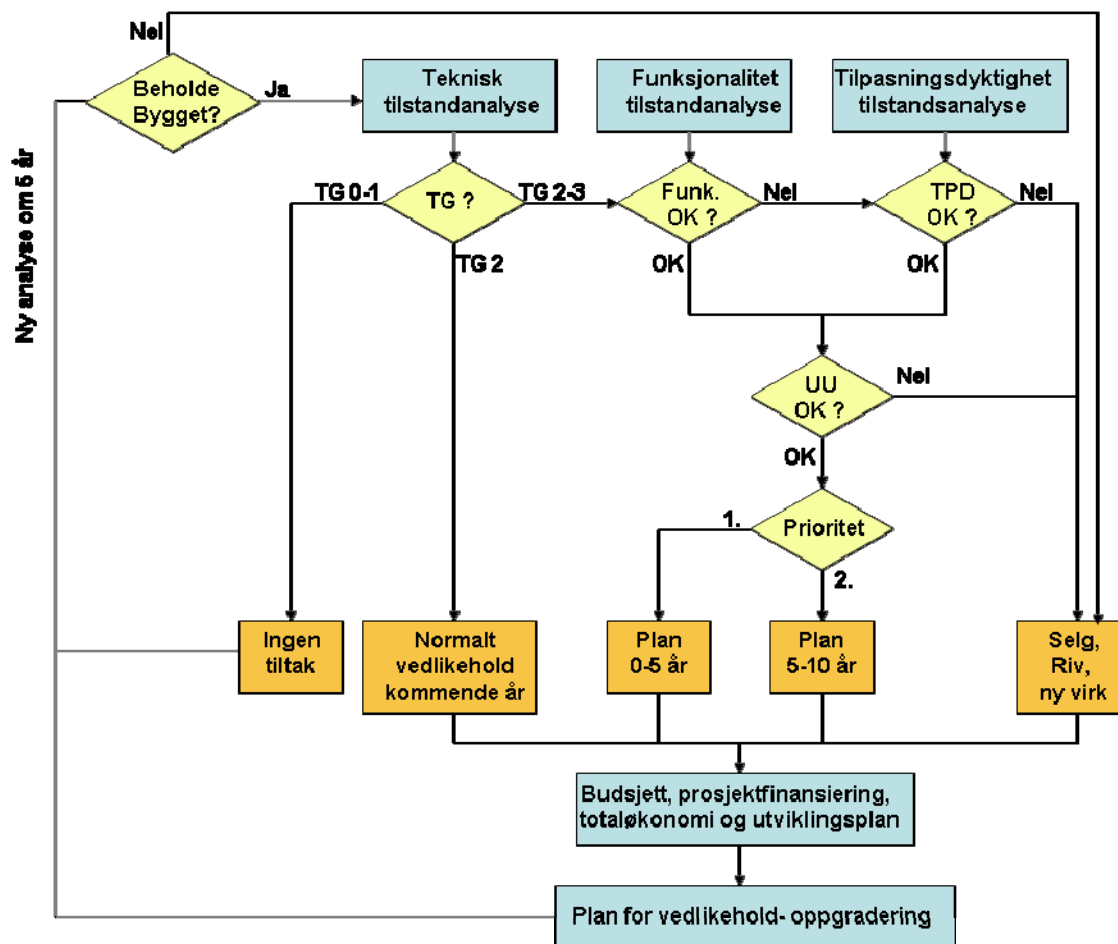 Nei
Beholde
Bygget?
Ja
Teknisk
tilstandanalyse
Funksjonalitet
tilstandanalyse
Tilpasningsdyktighet
tilstandsanalyse
Ny analyse om 5 år
TG 0-1
TG ?
TG 2-3
Funk.
OK ?
Nei
TPD
OK ?
Nei
TG 2
OK
OK
UU
OK ?
Nei
OK
1.
Prioritet
2.
Ingen
tiltak
Normalt
vedlikehold
kommende år
Plan
0-5 år
Plan
5-10 år
Selg,
Riv,
ny virk
Budsjett, prosjektfinansiering,
totaløkonomi og utviklingsplan
Plan for vedlikehold- oppgradering